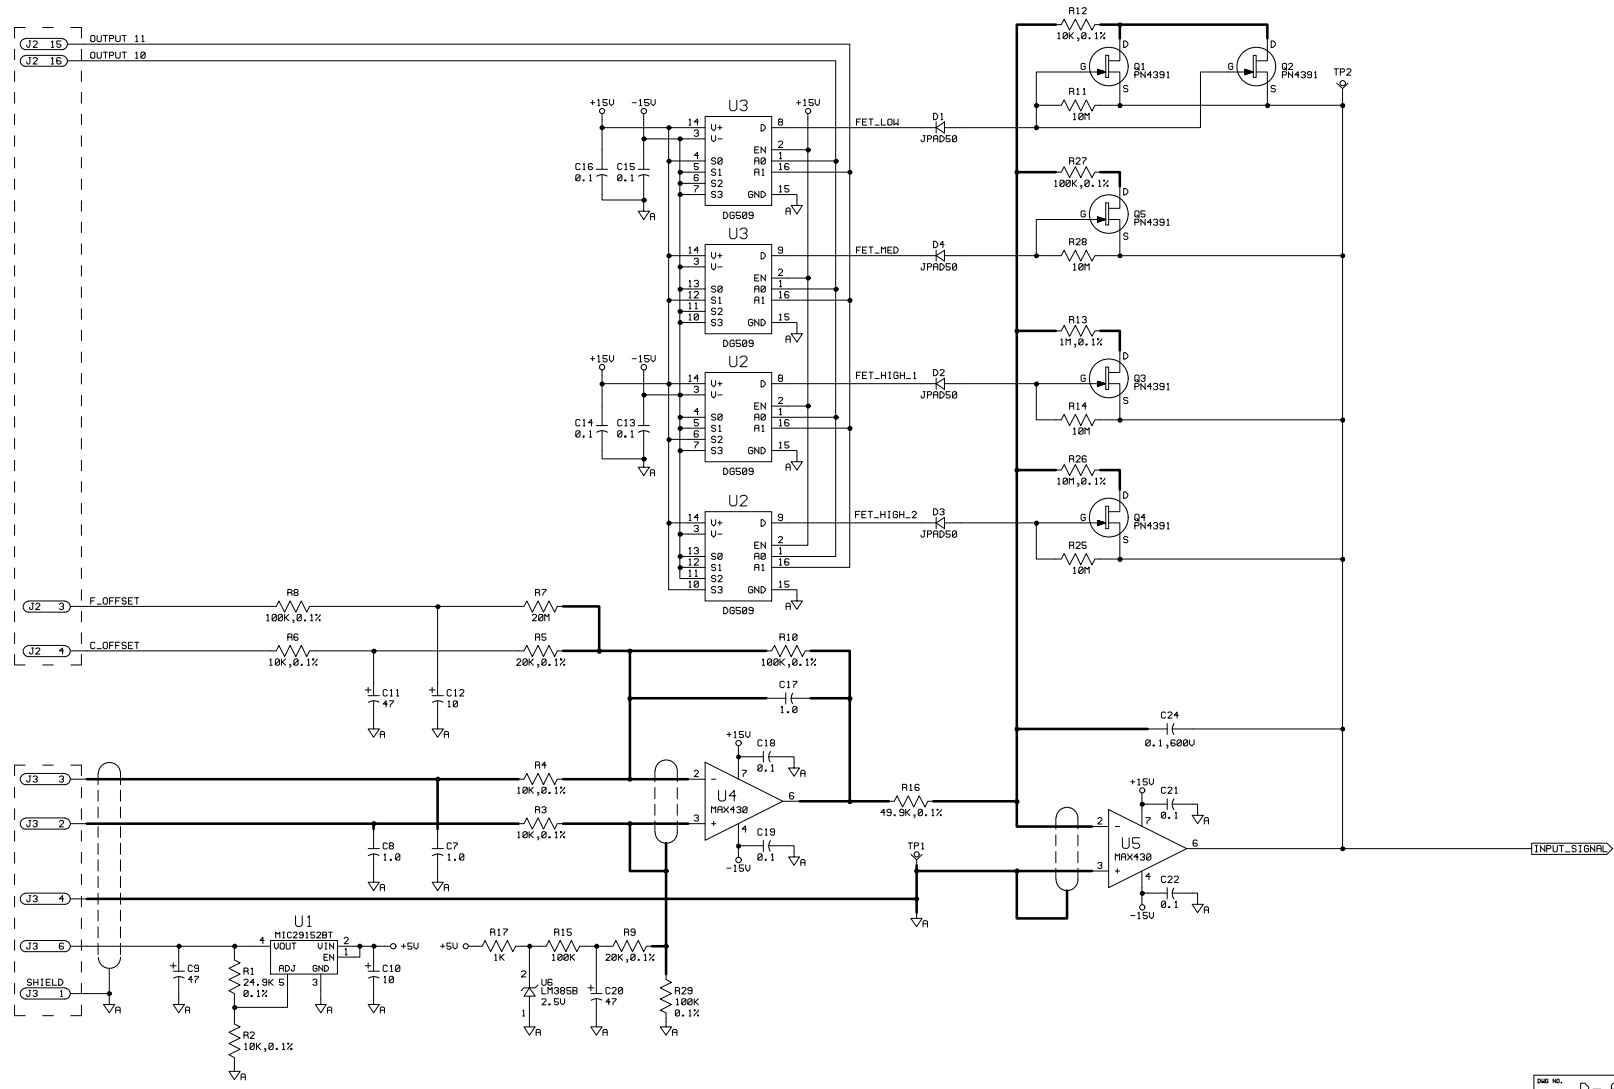 J2 15 OUTPUT 11
J2 16 OUTPUT 10
R12
10K,0.1%
D
G
Q1
PN4391
S
D
G
Q2
PN4391
S
R11
10M
TP2
+15V -15V
C16
0.1
C15
0.1
A
U3
+15V
14 V+ D 8
3 V-
EN 2
4 S0 A0 1
5 S1 A1 16
6 S2
7 S3 GND 15
A
DG509
FET_LOW
D1
JPAD50
R27
100K,0.1%
D
G
Q5
PN4391
S
R28
10M
U3
14 V+ D 9
3 V-
EN 2
13 S0 A0 1
12 S1 A1 16
11 S2
10 S3 GND 15
A
DG509
FET_MED
D4
JPAD50
R13
1M,0.1%
D
G
Q3
PN4391
S
R14
10M
+15V -15V
C14
0.1
C13
0.1
A
U2
14 V+ D 8
3 V-
EN 2
4 S0 A0 1
5 S1 A1 16
6 S2
7 S3 GND 15
A
DG509
FET_HIGH_1
D2
JPAD50
R26
10M,0.1%
D
G
Q4
PN4391
S
R25
10M
U2
14 V+ D 9
3 V-
EN 2
13 S0 A0 1
12 S1 A1 16
11 S2
10 S3 GND 15
A
DG509
FET_HIGH_2
D3
JPAD50
J2 3 F_OFFSET
R8
100K,0.1%
R7
20M
J2 4 C_OFFSET
R6
10K,0.1%
R5
20K,0.1%
R10
100K,0.1%
C11
47
A
C12
10
A
C17
1.0
C24
0.1,600V
J3 3
R4
10K,0.1%
J3 2
R3
10K,0.1%
C8
1.0
A
C7
1.0
A
+15V
C18
0.1
A
2 - 7
U4
MAX430
6
3 + 4
C19
0.1
A
-15V
R16
49.9K,0.1%
+15V
C21
0.1
A
2 - 7
U5
MAX430
6
3 + 4
C22
0.1
A
-15V
INPUT_SIGNAL
TP1
A
J3 4
J3 6
SHIELD
J3 1
A
C9
47
A
R1
24.9K
0.1%
R2
10K,0.1%
A
U1
MIC29152BT
4 VOUT VIN 2
EN 1
ADJ GND
5 3
A
+5V
C10
10
A
+5V
R17
1K
R15
100K
R9
20K,0.1%
2
U6
LM385B
2.5V
1
A
C20
47
A
R29
100K
0.1%
A
DWG NO.